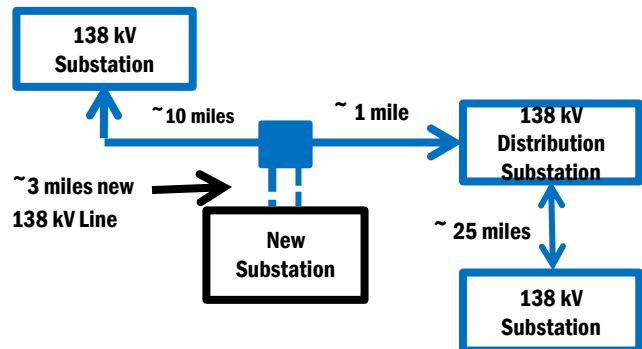 138 kV
Substation
~10 miles
~ 1 mile
138 kV
Distribution
Substation
~3 miles new
138 kV Line
New
Substation
~ 25 miles
138 kV
Substation